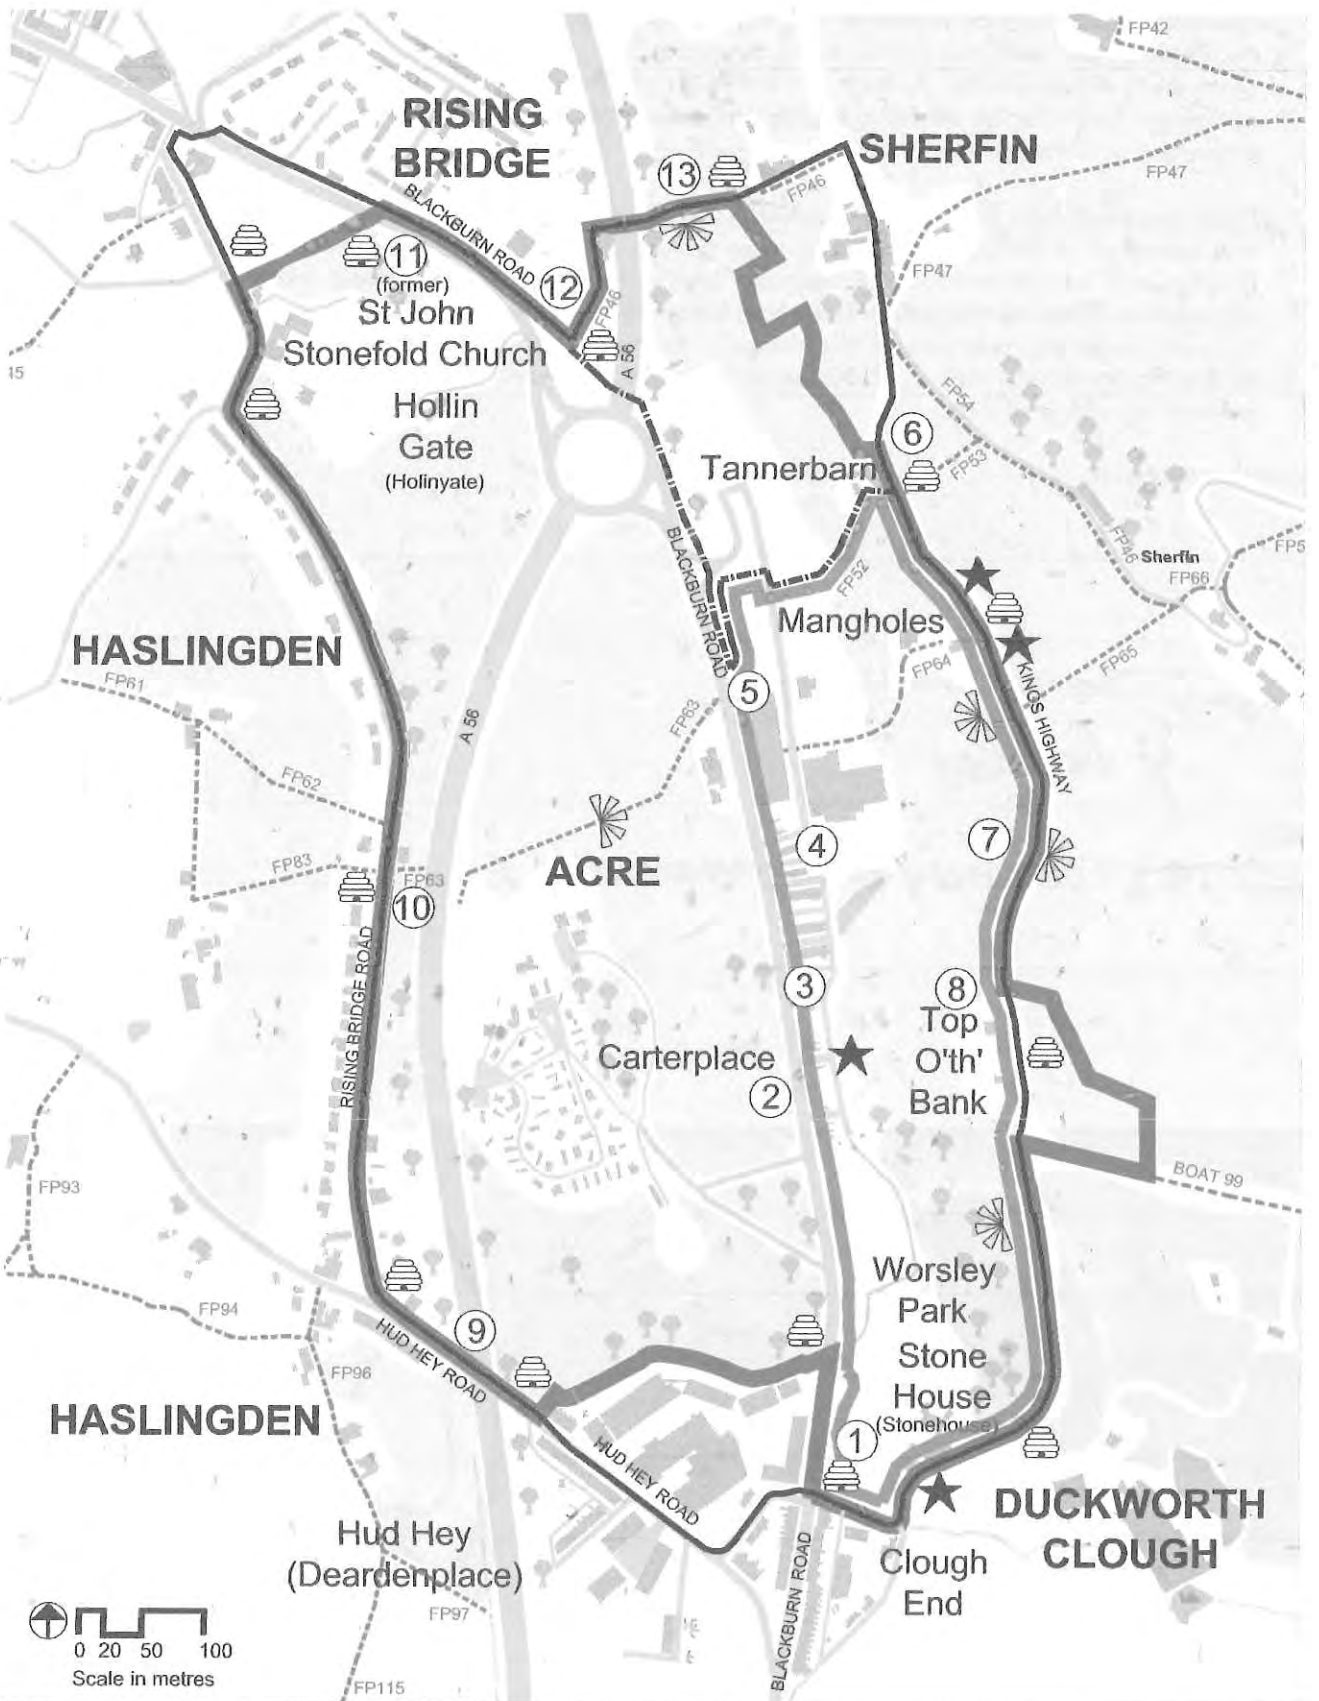 FP42
RISING
BRIDGE
SHERFIN
13
FP46
FP47
BLACKBURN ROAD
11
(former)
12
FP46
FP47
St John
Stonefold Church
A 56
Hollin
Gate
(Holinyate)
FP54
6
Tannerbarn
FP53
BLACKBURN ROAD
FP52
FP46
Sherfin
FP66
Mangholes
HASLINGDEN
FP61
FP64
FP65
5
KINGS HIGHWAY
A 56
FP63
FP62
7
4
FP83
ACRE
FP63
10
RISING BRIDGE ROAD
3
8
Top
O'th'
Bank
Carterplace
2
BOAT 99
FP93
Worsley
Park
Stone
House
(Stonehouse)
FP94
9
HUD HEY ROAD
FP96
HASLINGDEN
1
HUD HEY ROAD
DUCKWORTH
CLOUGH
Hud Hey
(Deardenplace)
Clough
End
BLACKBURN ROAD
FP97
0 20 50 100
Scale in metres
FP115